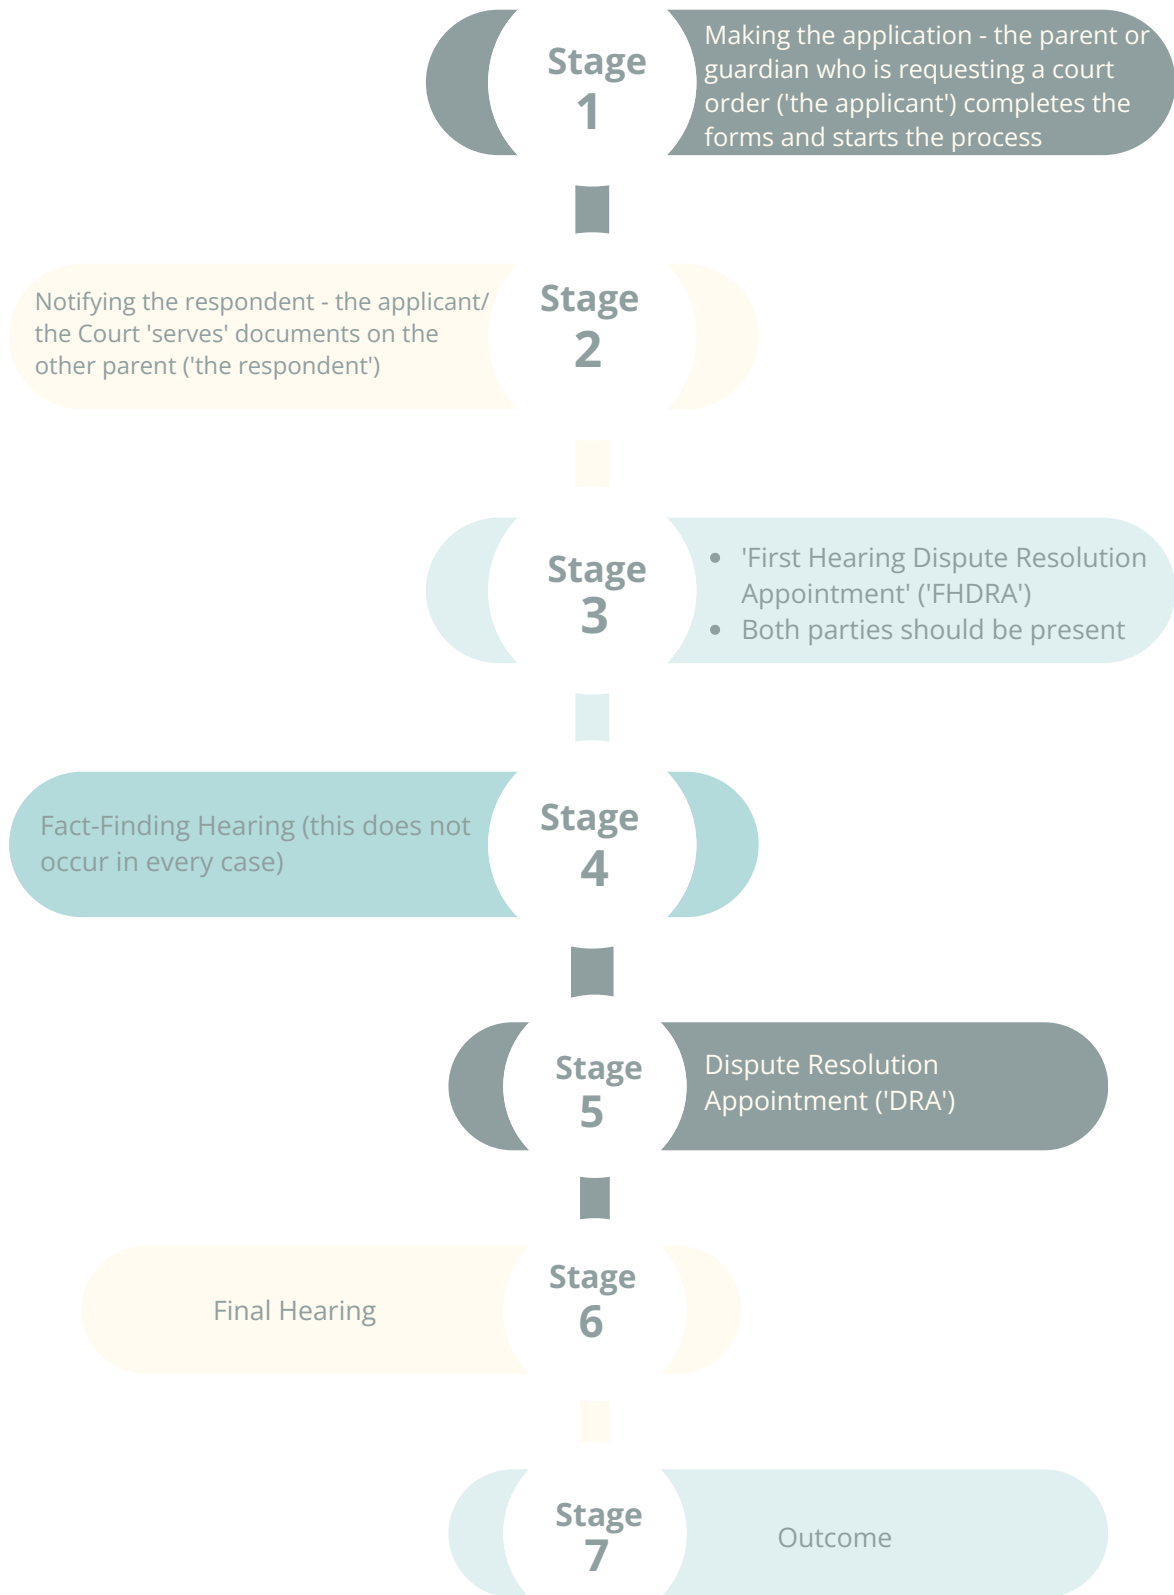 Stage
1
Making the application - the parent or
guardian who is requesting a court
order ('the applicant') completes the
forms and starts the process
Notifying the respondent - the applicant/
the Court 'serves' documents on the
other parent ('the respondent')
Stage
2
Stage
3
• 'First Hearing Dispute Resolution
Appointment' ('FHDRA')
• Both parties should be present
Fact-Finding Hearing (this does not
occur in every case)
Stage
4
Stage
5
Dispute Resolution
Appointment ('DRA')
Final Hearing
Stage
6
Stage
7
Outcome